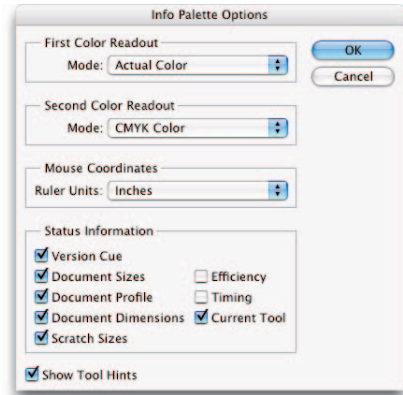 Info Palette Options
First Color Readout
Mode: Actual Color
OK
Cancel
Second Color Readout
Mode: CMYK Color
Mouse Coordinates
Ruler Units: Inches
Status Information
Version Cue
Document Sizes Efficiency
Document Profile Timing
Document Dimensions Current Tool
Scratch Sizes
Show Tool Hints